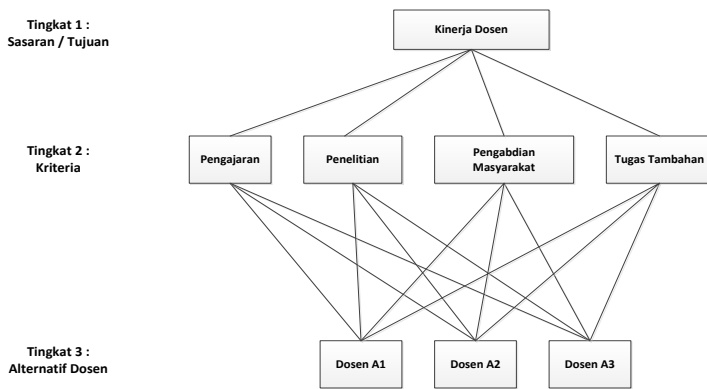 Tingkat 1 :
Sasaran / Tujuan
Kinerja Dosen
Tingkat 2 :
Kriteria
Pengajaran
Penelitian
Pengabdian
Masyarakat
Tugas Tambahan
Tingkat 3 :
Alternatif Dosen
Dosen A1
Dosen A2
Dosen A3